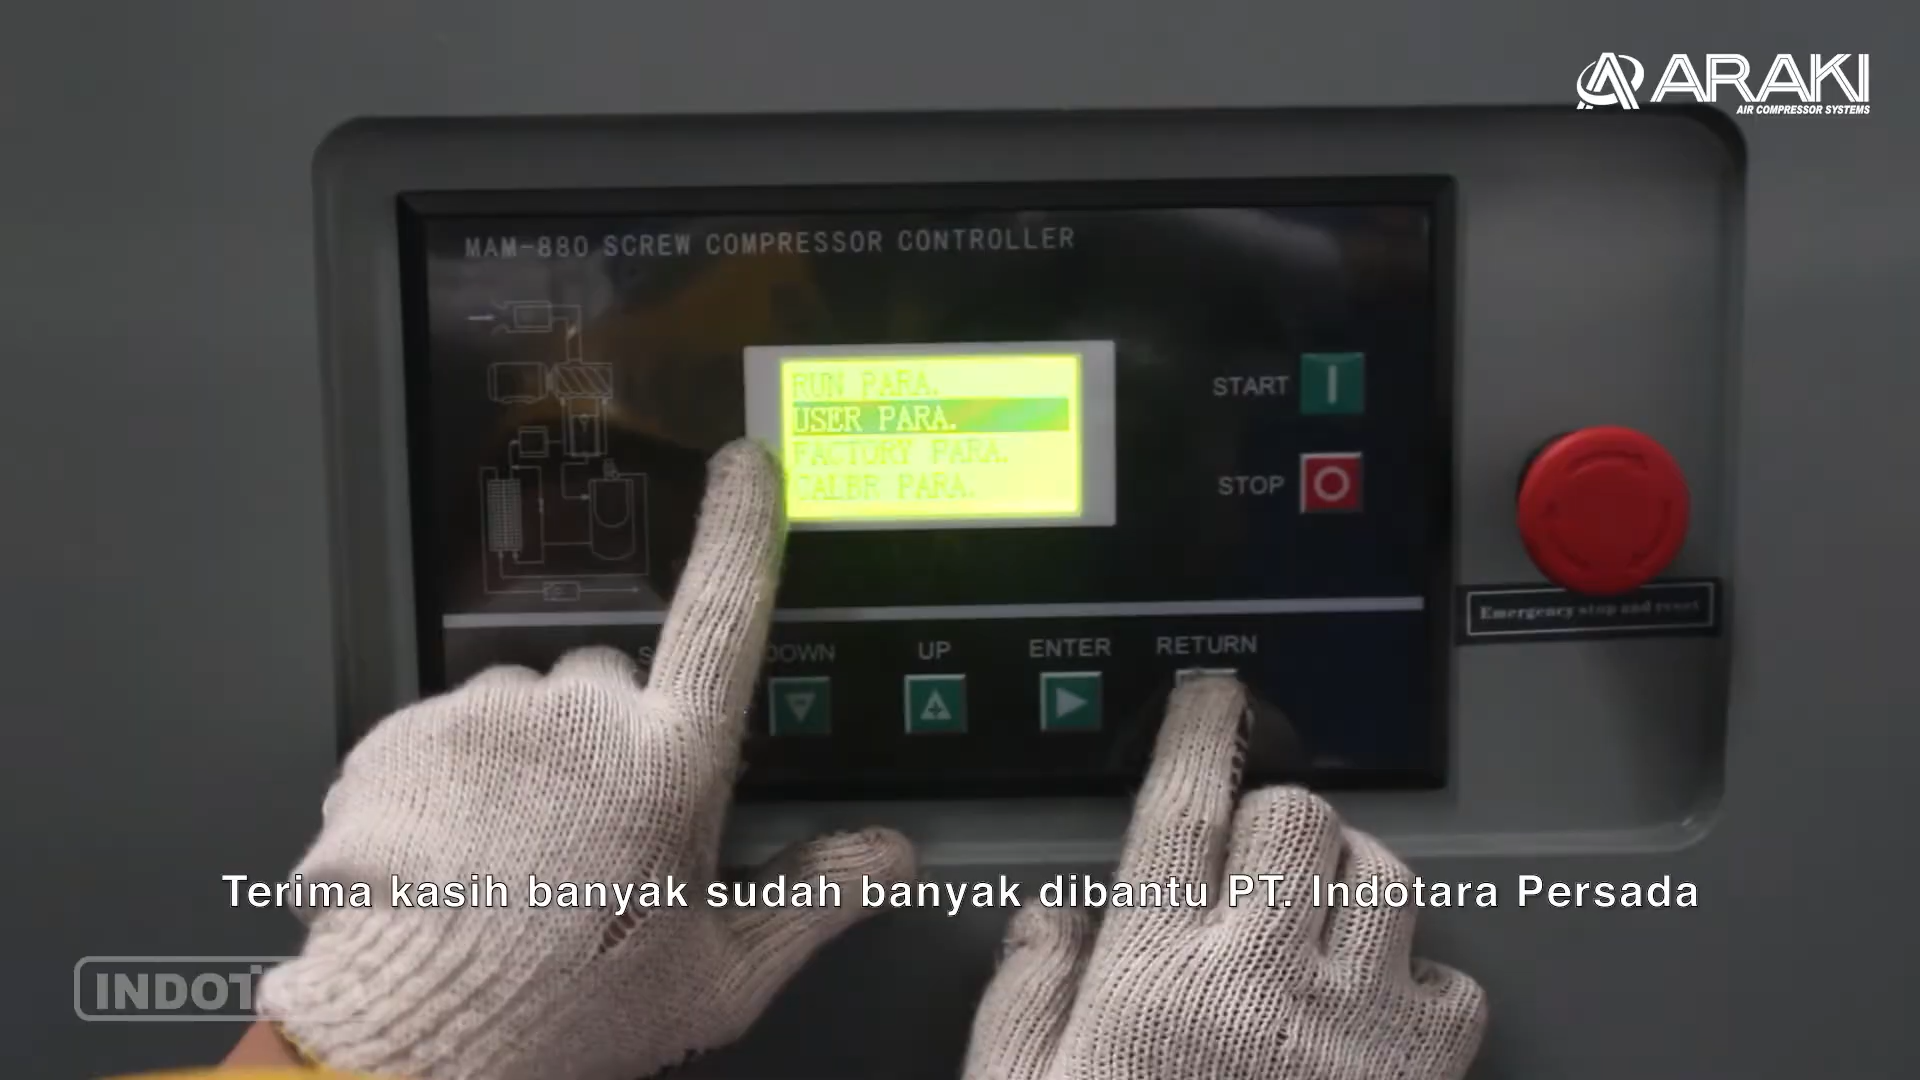 ARAKI
AIR COMPRESSOR SYSTEMS
MAM-880 SCREW COMPRESSOR CONTROLLER
RUN PARA.
USER PARA.
FACTORY PARA.
CALBR PARA.
START
STOP
Emergency stop and reset
DOWN
UP
ENTER
RETURN
Terima kasih banyak sudah banyak dibantu PT. Indotara Persada